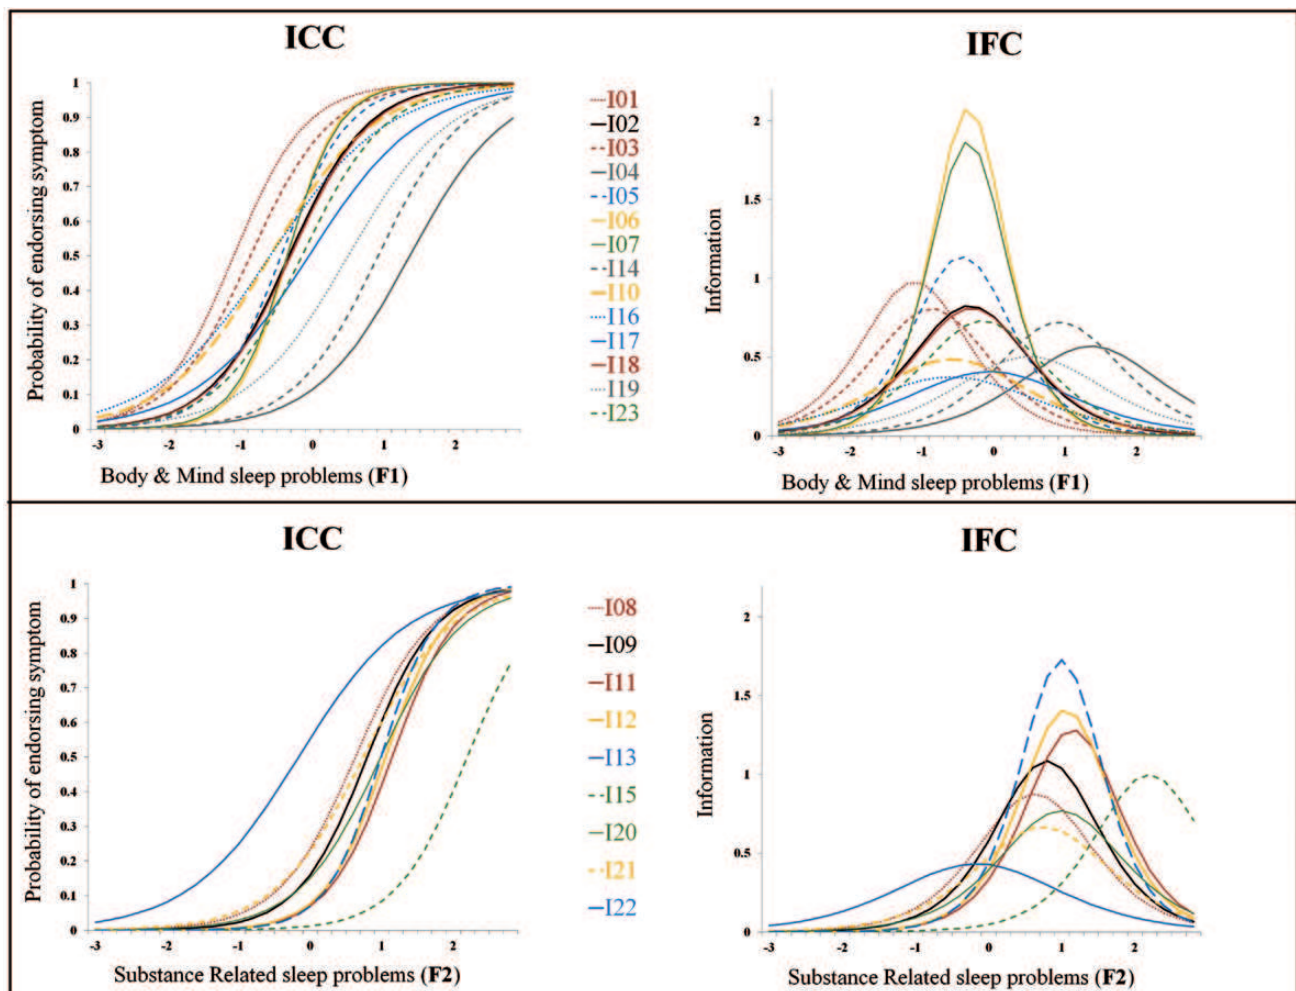 ICC
IFC
Probability of endorsing symptom
1
0.9
0.8
0.7
0.6
0.5
0.4
0.3
0.2
0.1
0
-3 -2 -1 0 1 2
Body & Mind sleep problems (F1)
I01
I02
I03
I04
I05
I06
I07
I14
I10
I16
I17
I18
I19
I23
Information
2
1.5
1
0.5
0
-3 -2 -1 0 1 2
Body & Mind sleep problems (F1)
ICC
IFC
Probability of endorsing symptom
1
0.9
0.8
0.7
0.6
0.5
0.4
0.3
0.2
0.1
0
-3 -2 -1 0 1 2
Substance Related sleep problems (F2)
I08
I09
I11
I12
I13
I15
I20
I21
I22
Information
2
1.5
1
0.5
0
-3 -2 -1 0 1 2
Substance Related sleep problems (F2)